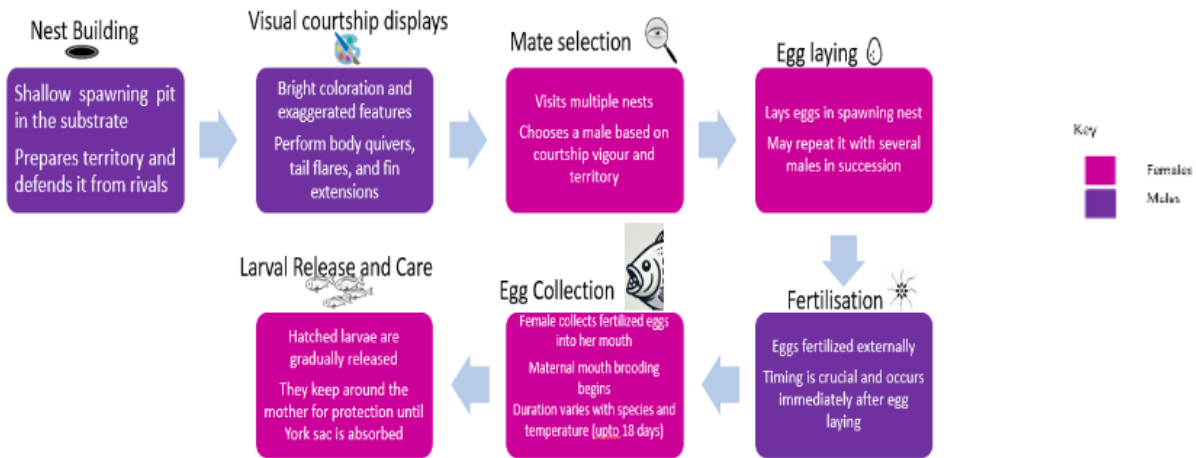 Nest Building
Shallow spawning pit
in the substrate
Prepares territory and
defends it from rivals
Visual courtship displays
Bright coloration and
exaggerated features
Perform body quivers,
tail flares, and fin
extensions
Mate selection
Visits multiple nests
Chooses a male based on
courtship vigour and
territory
Egg laying
Lays eggs in spawning nest
May repeat it with several
males in succession
Key
Females
Males
Fertilisation
Eggs fertilized externally
Timing is crucial and occurs
immediately after egg
laying
Egg Collection
Female collects fertilized eggs
into her mouth
Maternal mouth brooding
begins
Duration varies with species and
temperature (upto 18 days)
Larval Release and Care
Hatched larvae are
gradually released
They keep around the
mother for protection until
York sac is absorbed